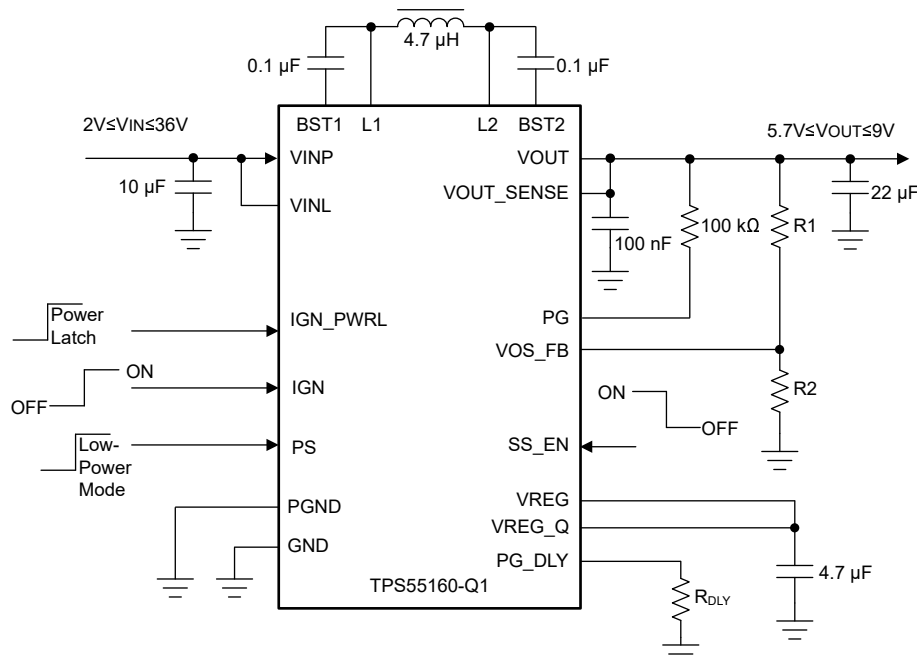 4.7 µH
0.1 µF
0.1 µF
BST1
L1
L2
BST2
2V≤VIN≤36V
5.7V≤VOUT≤9V
VINP
VOUT
10 µF
VINL
VOUT_SENSE
100 nF
100 kΩ
R1
22 µF
Power
Latch
IGN_PWRL
PG
VOS_FB
OFF
ON
IGN
R2
ON
OFF
Low-
Power
Mode
PS
SS_EN
PGND
VREG
GND
VREG_Q
PG_DLY
4.7 µF
TPS55160-Q1
RDLY